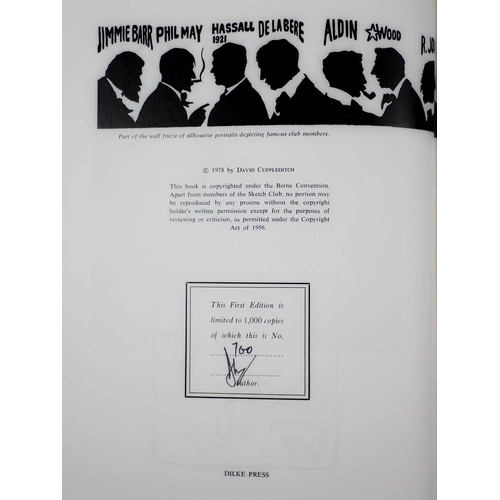 JIMMIE BARR PHIL MAY HASSALL DE LA BERE ALDIN WOOD R. JO
1921
Part of the wall frieze of silhouette portraits depicting famous club members.
© 1978 by DAVID CUPPLEDITCH
This book is copyrighted under the Berne Convention.
Apart from members of the Sketch Club, no portion may
be reproduced by any process without the copyright
holder's written permission except for the purposes of
reviewing or criticism, as permitted under the Copyright
Act of 1956.
This First Edition is
limited to 1,000 copies
of which this is No.
700
Author.
DILKE PRESS